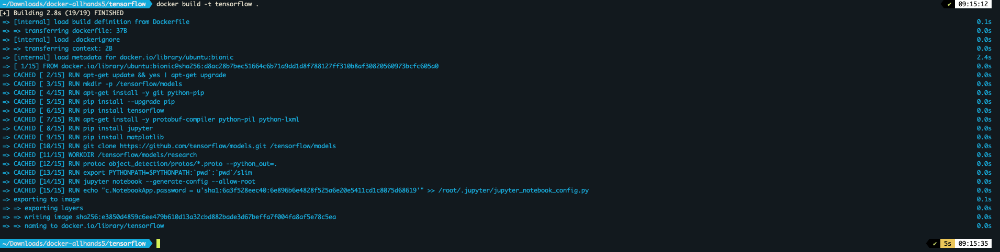 ~/Downloads/docker-allhands5/tensorflow docker build -t tensorflow . ✔ 09:15:12
[+] Building 2.8s (19/19) FINISHED
=> [internal] load build definition from Dockerfile 0.1s
=> => transferring dockerfile: 37B 0.0s
=> [internal] load .dockerignore 0.0s
=> => transferring context: 2B 0.0s
=> [internal] load metadata for docker.io/library/ubuntu:bionic 2.4s
=> [ 1/15] FROM docker.io/library/ubuntu:bionic@sha256:d8ac28b7bec51664c6b71a9dd1d8f788127ff310b8af30820560973bcfc605a0 0.0s
=> CACHED [ 2/15] RUN apt-get update && yes | apt-get upgrade 0.0s
=> CACHED [ 3/15] RUN mkdir -p /tensorflow/models 0.0s
=> CACHED [ 4/15] RUN apt-get install -y git python-pip 0.0s
=> CACHED [ 5/15] RUN pip install --upgrade pip 0.0s
=> CACHED [ 6/15] RUN pip install tensorflow 0.0s
=> CACHED [ 7/15] RUN apt-get install -y protobuf-compiler python-pil python-lxml 0.0s
=> CACHED [ 8/15] RUN pip install jupyter 0.0s
=> CACHED [ 9/15] RUN pip install matplotlib 0.0s
=> CACHED [10/15] RUN git clone https://github.com/tensorflow/models.git /tensorflow/models 0.0s
=> CACHED [11/15] WORKDIR /tensorflow/models/research 0.0s
=> CACHED [12/15] RUN protoc object_detection/protos/*.proto --python_out=. 0.0s
=> CACHED [13/15] RUN export PYTHONPATH=$PYTHONPATH:`pwd`:`pwd`/slim 0.0s
=> CACHED [14/15] RUN jupyter notebook --generate-config --allow-root 0.0s
=> CACHED [15/15] RUN echo "c.NotebookApp.password = u'sha1:6a3f528eec40:6e896b6e4828f525a6e20e5411cd1c8075d68619'" >> /root/.jupyter/jupyter_notebook_config.py 0.0s
=> exporting to image 0.1s
=> => exporting layers 0.0s
=> => writing image sha256:e3850d4859c6ee479b610d13a32cbd882bade3d67beffa7f004fa8af5e78c5ea 0.0s
=> => naming to docker.io/library/tensorflow 0.0s
~/Downloads/docker-allhands5/tensorflow ✔ 5s 09:15:35